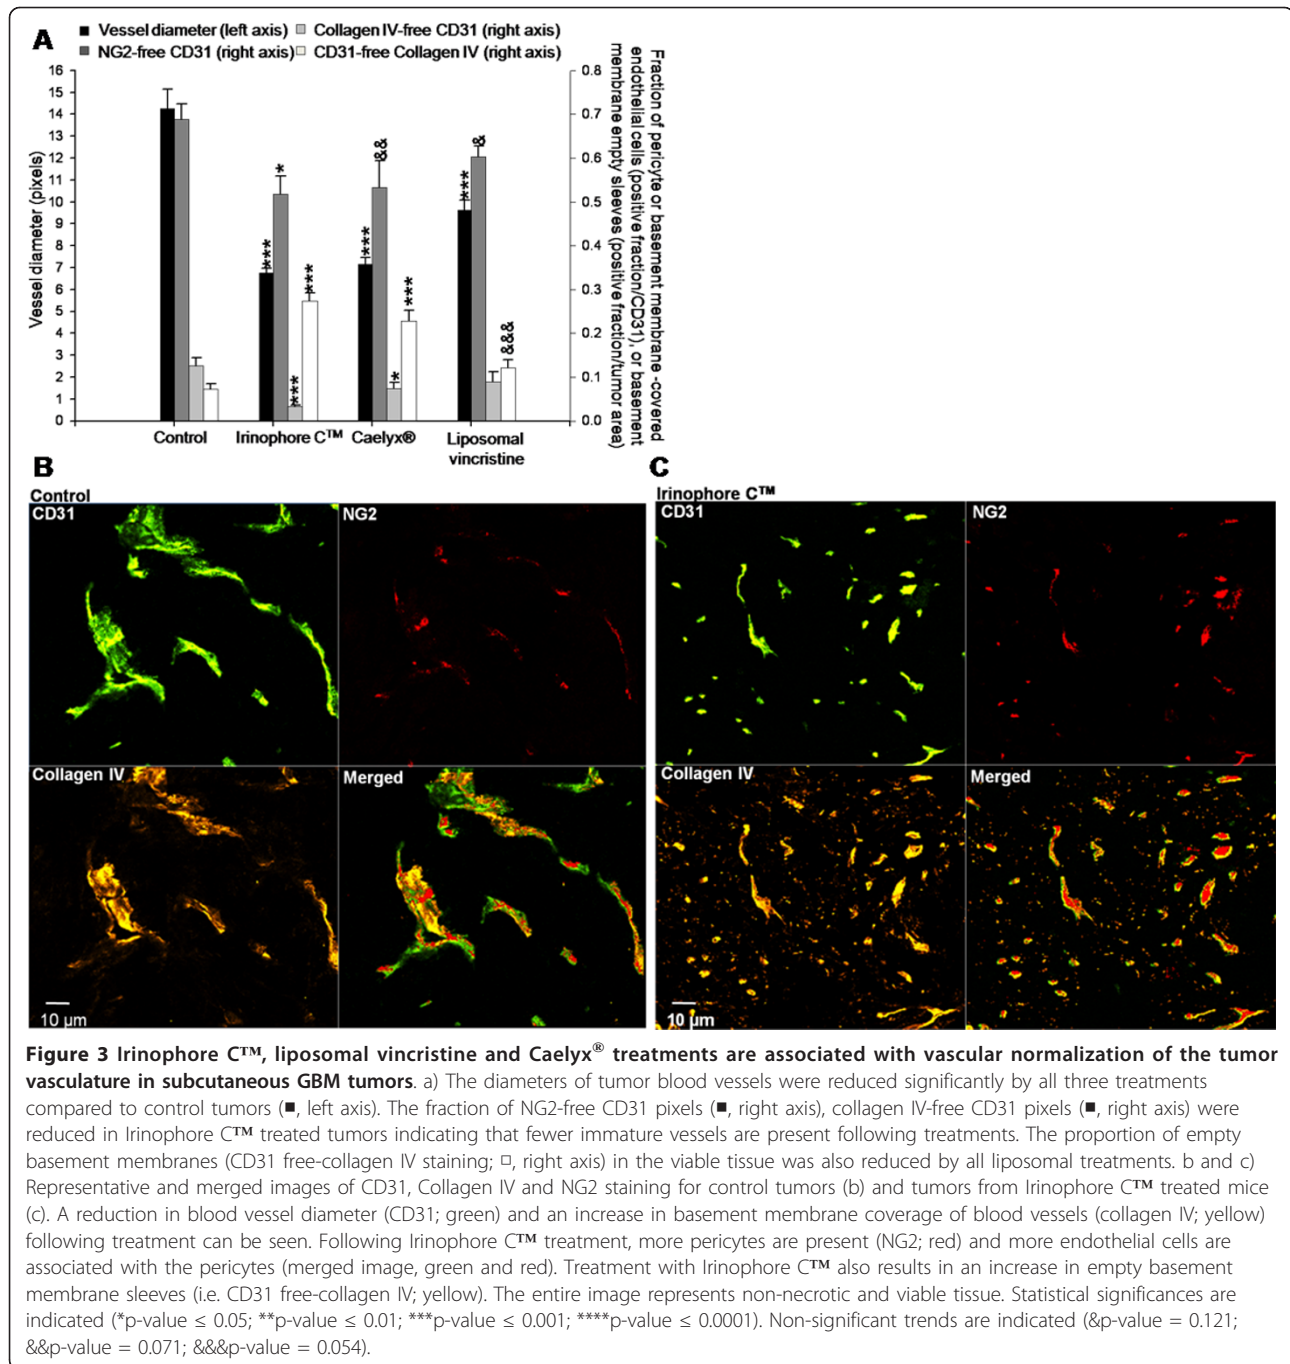 A
■ Vessel diameter (left axis) ■ Collagen IV-free CD31 (right axis)
■ NG2-free CD31 (right axis) □ CD31-free Collagen IV (right axis)
Vessel diameter (pixels)
16
15
14
13
12
11
10
9
8
7
6
5
4
3
2
1
0
0.8
0.7
0.6
0.5
0.4
0.3
0.2
0.1
0.0
Fraction of pericyte or basement membrane -covered
endothelial cells (positive fraction/CD31), or basement
membrane empty sleeves (positive fraction/tumor area)
*** * *** ***
*** && * ***
*** & &&&
Control Irinophore C™ Caelyx® Liposomal
vincristine
B
Control
CD31 NG2
Collagen IV Merged
10 µm
C
Irinophore C™
CD31 NG2
Collagen IV Merged
10 µm
Figure 3 Irinophore C™, liposomal vincristine and Caelyx® treatments are associated with vascular normalization of the tumor
vasculature in subcutaneous GBM tumors. a) The diameters of tumor blood vessels were reduced significantly by all three treatments
compared to control tumors (■, left axis). The fraction of NG2-free CD31 pixels (■, right axis), collagen IV-free CD31 pixels (■, right axis) were
reduced in Irinophore C™ treated tumors indicating that fewer immature vessels are present following treatments. The proportion of empty
basement membranes (CD31 free-collagen IV staining; □, right axis) in the viable tissue was also reduced by all liposomal treatments. b and c)
Representative and merged images of CD31, Collagen IV and NG2 staining for control tumors (b) and tumors from Irinophore C™ treated mice
(c). A reduction in blood vessel diameter (CD31; green) and an increase in basement membrane coverage of blood vessels (collagen IV; yellow)
following treatment can be seen. Following Irinophore C™ treatment, more pericytes are present (NG2; red) and more endothelial cells are
associated with the pericytes (merged image, green and red). Treatment with Irinophore C™ also results in an increase in empty basement
membrane sleeves (i.e. CD31 free-collagen IV; yellow). The entire image represents non-necrotic and viable tissue. Statistical significances are
indicated (*p-value ≤ 0.05; **p-value ≤ 0.01; ***p-value ≤ 0.001; ****p-value ≤ 0.0001). Non-significant trends are indicated (&p-value = 0.121;
&&p-value = 0.071; &&&p-value = 0.054).